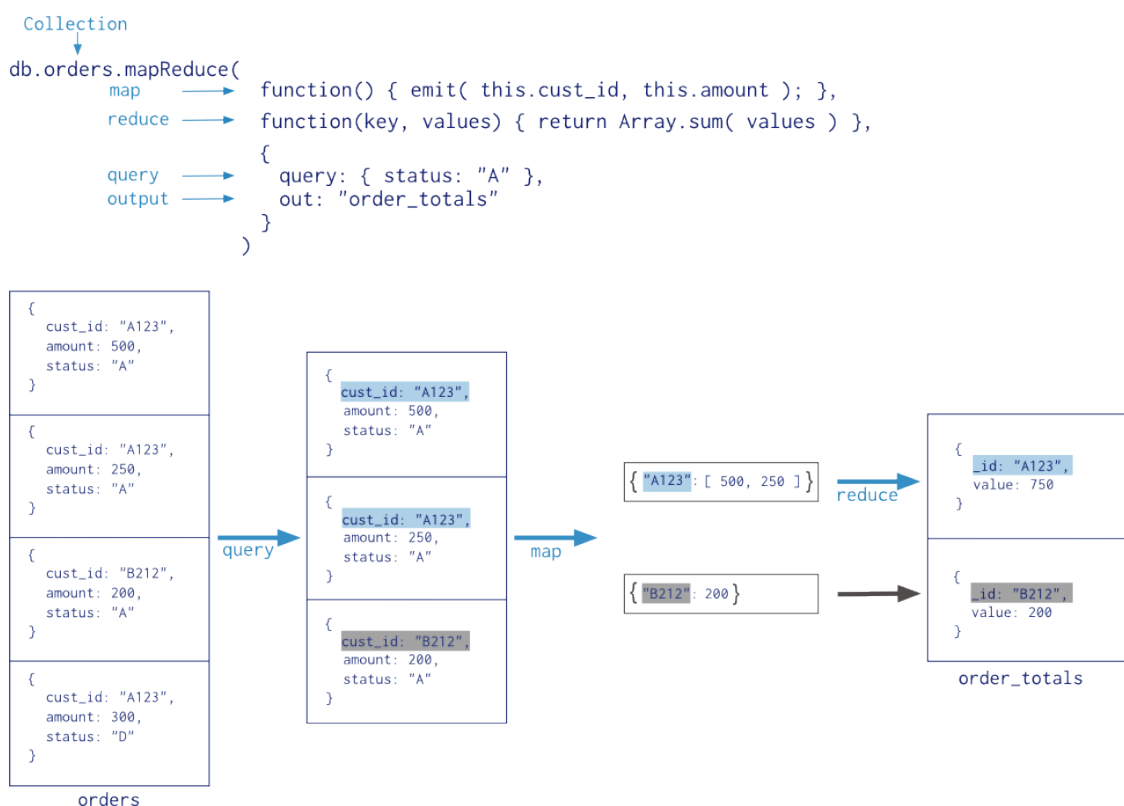 Collection
db.orders.mapReduce(
map function() { emit( this.cust_id, this.amount ); },
reduce function(key, values) { return Array.sum( values ) },
{
query query: { status: "A" },
output out: "order_totals"
}
)
{
cust_id: "A123",
amount: 500,
status: "A"
}
{
cust_id: "A123",
amount: 250,
status: "A"
}
{
cust_id: "B212",
amount: 200,
status: "A"
}
{
cust_id: "A123",
amount: 300,
status: "D"
}
orders
query
{
cust_id: "A123",
amount: 500,
status: "A"
}
{
cust_id: "A123",
amount: 250,
status: "A"
}
{
cust_id: "B212",
amount: 200,
status: "A"
}
map
{ "A123": [ 500, 250 ] }
{ "B212": 200 }
reduce
{
_id: "A123",
value: 750
}
{
_id: "B212",
value: 200
}
order_totals